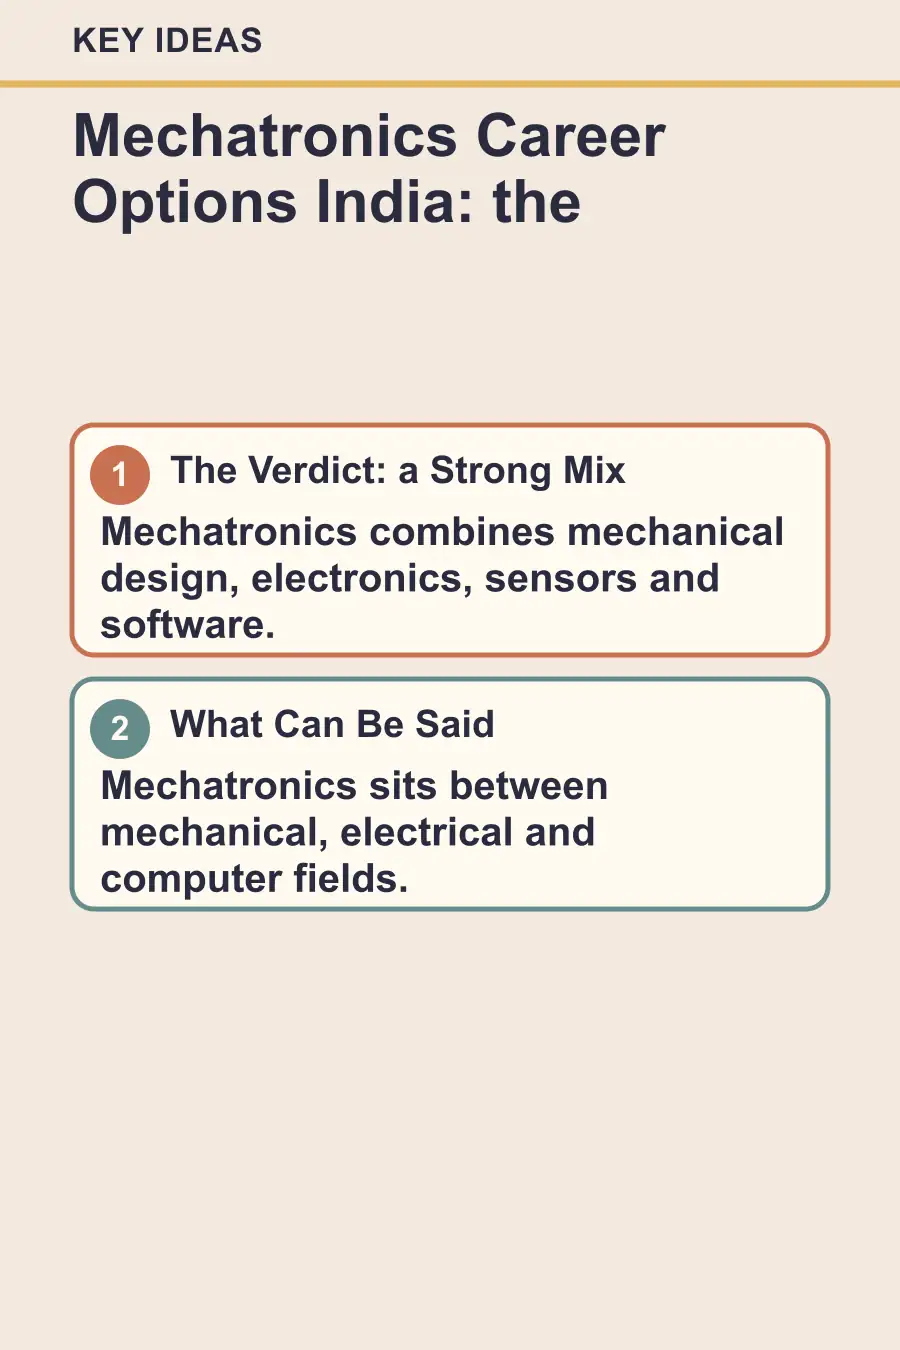 KEY IDEAS
Mechatronics Career
Options India: the
1 The Verdict: a Strong Mix
Mechatronics combines mechanical
design, electronics, sensors and
software.
2 What Can Be Said
Mechatronics sits between
mechanical, electrical and
computer fields.